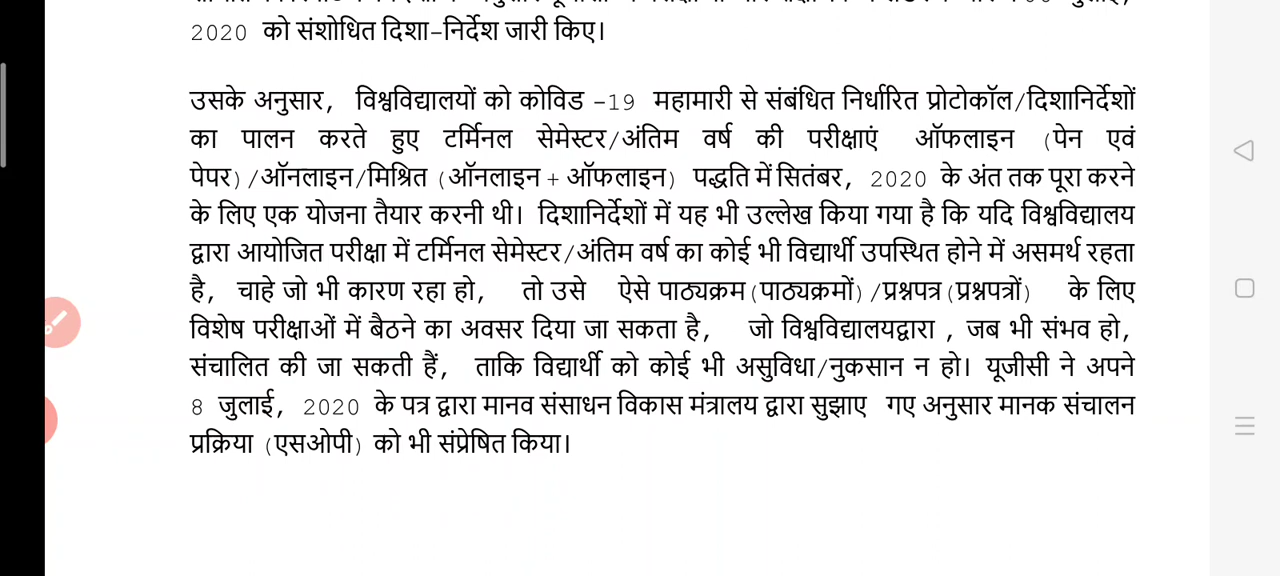 2020 को संशोधित दिशा-निर्देश जारी किए।
उसके अनुसार, विश्वविद्यालयों को कोविड -19 महामारी से संबंधित निर्धारित प्रोटोकॉल/दिशानिर्देशों
का पालन करते हुए टर्मिनल सेमेस्टर/अंतिम वर्ष की परीक्षाएं ऑफलाइन (पेन एवं
पेपर)/ऑनलाइन/मिश्रित (ऑनलाइन+ऑफलाइन) पद्धति में सितंबर, 2020 के अंत तक पूरा करने
के लिए एक योजना तैयार करनी थी। दिशानिर्देशों में यह भी उल्लेख किया गया है कि यदि विश्वविद्यालय
द्वारा आयोजित परीक्षा में टर्मिनल सेमेस्टर/अंतिम वर्ष का कोई भी विद्यार्थी उपस्थित होने में असमर्थ रहता
है, चाहे जो भी कारण रहा हो, तो उसे ऐसे पाठ्यक्रम(पाठ्यक्रमों)/प्रश्नपत्र(प्रश्नपत्रों) के लिए
विशेष परीक्षाओं में बैठने का अवसर दिया जा सकता है, जो विश्वविद्यालयद्वारा , जब भी संभव हो,
संचालित की जा सकती हैं, ताकि विद्यार्थी को कोई भी असुविधा/नुकसान न हो। यूजीसी ने अपने
8 जुलाई, 2020 के पत्र द्वारा मानव संसाधन विकास मंत्रालय द्वारा सुझाए गए अनुसार मानक संचालन
प्रक्रिया (एसओपी) को भी संप्रेषित किया।